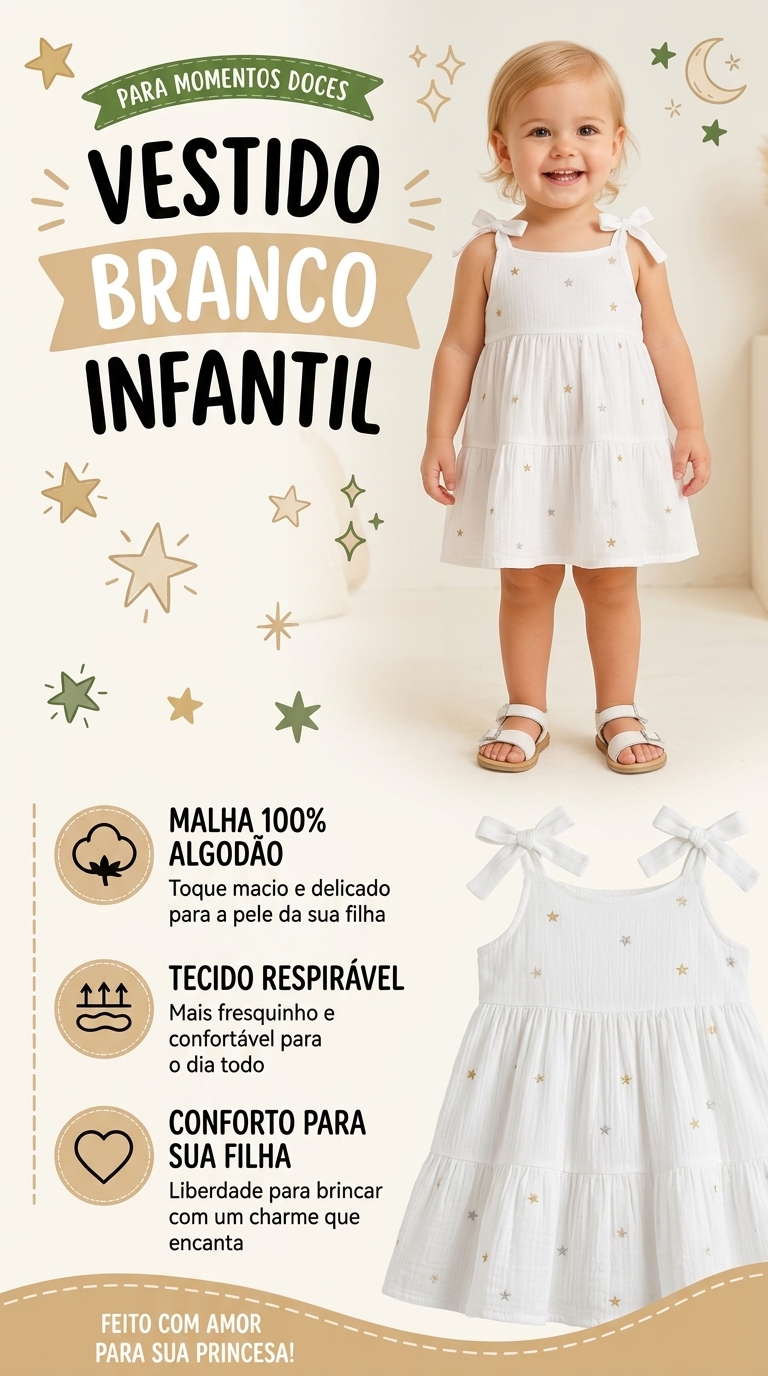 PARA MOMENTOS DOCES
VESTIDO
BRANCO
INFANTIL
MALHA 100%
ALGODÃO
Toque macio e delicado
para a pele da sua filha
TECIDO RESPIRÁVEL
Mais fresquinho e
confortável para
o dia todo
CONFORTO PARA
SUA FILHA
Liberdade para brincar
com um charme que
encanta
FEITO COM AMOR
PARA SUA PRINCESA!